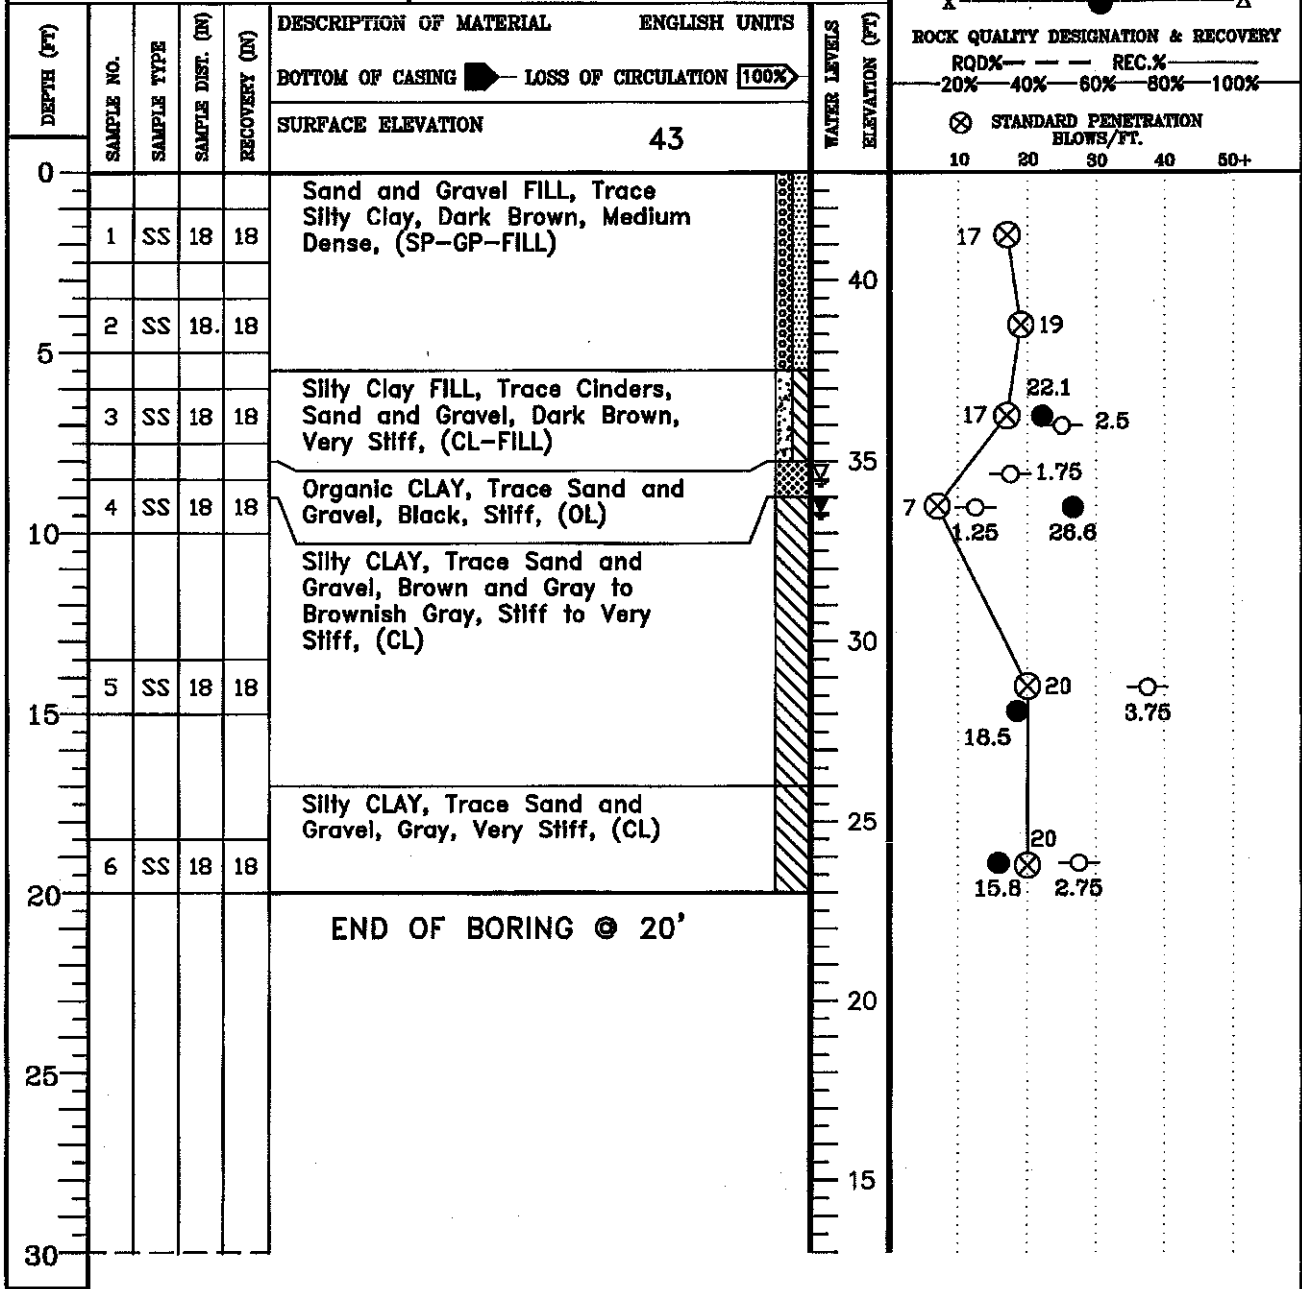 DEPTH (FT)
SAMPLE NO.
SAMPLE TYPE
SAMPLE DIST. (IN)
RECOVERY (IN)
DESCRIPTION OF MATERIAL ENGLISH UNITS
BOTTOM OF CASING LOSS OF CIRCULATION 100%
SURFACE ELEVATION 43
WATER LEVELS
ELEVATION (FT)
X Δ
ROCK QUALITY DESIGNATION & RECOVERY
RQD% REC.%
20% 40% 60% 80% 100%
STANDARD PENETRATION
BLOWS/FT.
10 20 30 40 50+
0
Sand and Gravel FILL, Trace
Silty Clay, Dark Brown, Medium
Dense, (SP-GP-FILL)
1 SS 18 18
17
40
2 SS 18. 18
19
5
Silty Clay FILL, Trace Cinders,
Sand and Gravel, Dark Brown,
Very Stiff, (CL-FILL)
3 SS 18 18
17 22.1 2.5
35
1.75
Organic CLAY, Trace Sand and
Gravel, Black, Stiff, (OL)
4 SS 18 18
7 1.25 26.6
10
Silty CLAY, Trace Sand and
Gravel, Brown and Gray to
Brownish Gray, Stiff to Very
Stiff, (CL)
30
5 SS 18 18
20 3.75
15
18.5
Silty CLAY, Trace Sand and
Gravel, Gray, Very Stiff, (CL)
25
6 SS 18 18
20
15.8 2.75
20
END OF BORING @ 20'
20
25
15
30